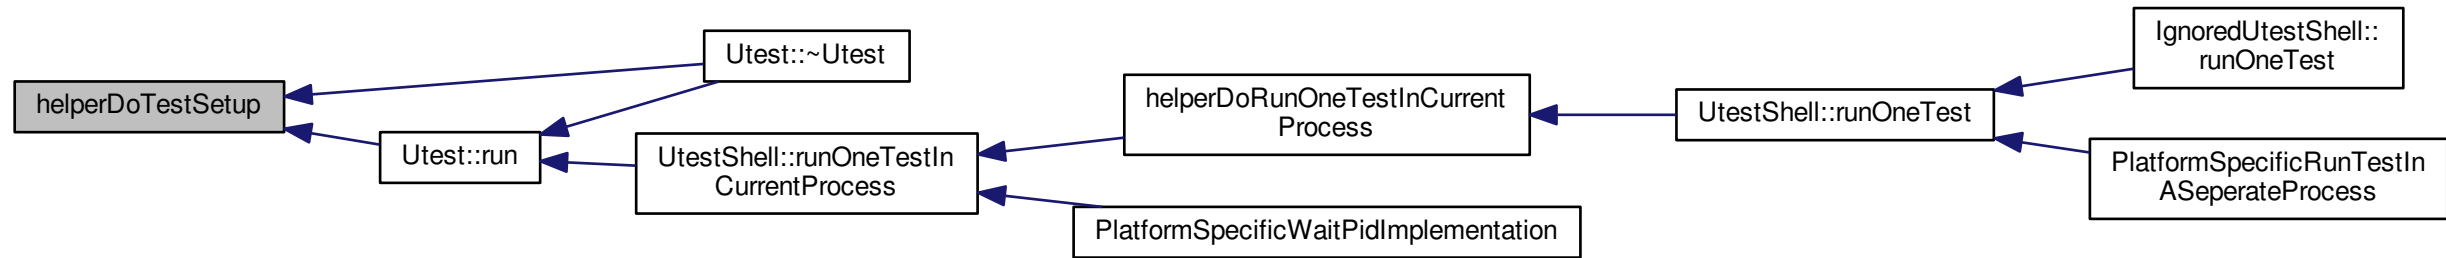 helperDoTestSetup
Utest::~Utest
Utest::run
UtestShell::runOneTestIn
CurrentProcess
helperDoRunOneTestInCurrent
Process
PlatformSpecificWaitPidImplementation
UtestShell::runOneTest
IgnoredUtestShell::
runOneTest
PlatformSpecificRunTestIn
ASeperateProcess